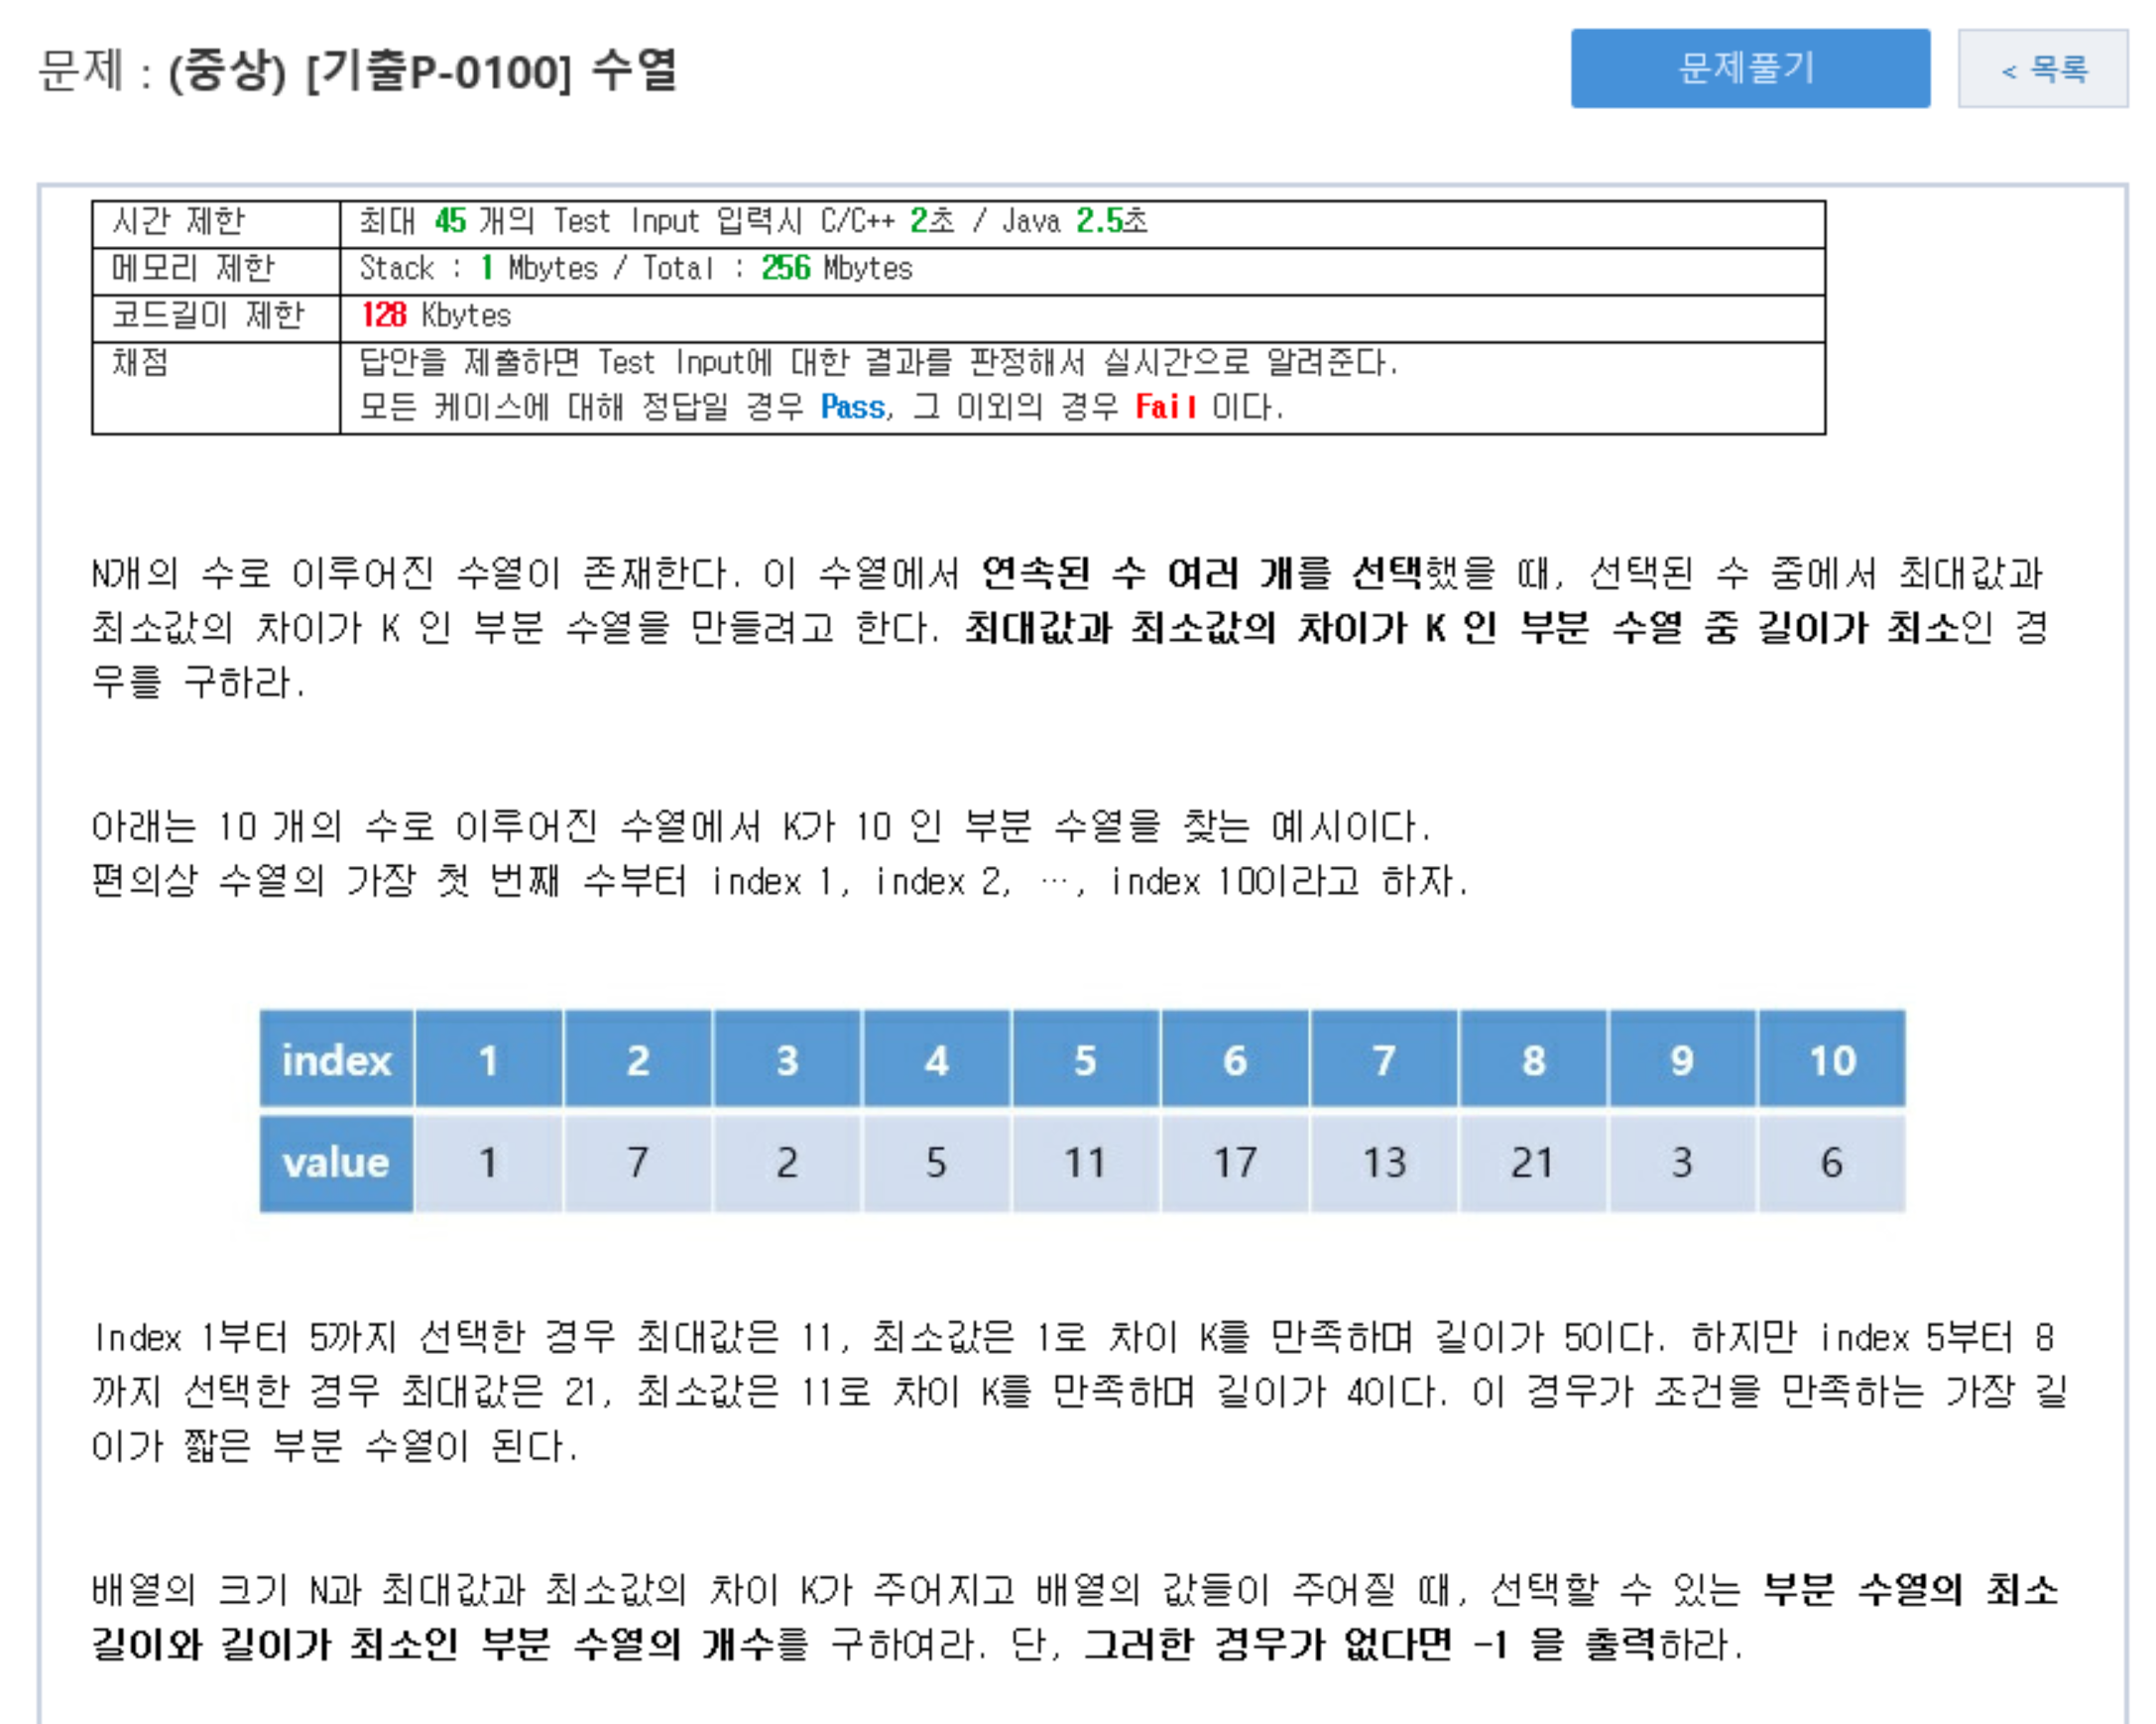 문제 : (중상) [기출P-0100] 수열
문제풀기
< 목록
시간 제한 최대 45 개의 Test Input 입력시 C/C++ 2초 / Java 2.5초
메모리 제한 Stack : 1 Mbytes / Total : 256 Mbytes
코드길이 제한 128 Kbytes
채점 답안을 제출하면 Test Input에 대한 결과를 판정해서 실시간으로 알려준다.
모든 케이스에 대해 정답일 경우 Pass, 그 이외의 경우 Fail 이다.
N개의 수로 이루어진 수열이 존재한다. 이 수열에서 연속된 수 여러 개를 선택했을 때, 선택된 수 중에서 최대값과
최소값의 차이가 K 인 부분 수열을 만들려고 한다. 최대값과 최소값의 차이가 K 인 부분 수열 중 길이가 최소인 경
우를 구하라.
아래는 10 개의 수로 이루어진 수열에서 K가 10 인 부분 수열을 찾는 예시이다.
편의상 수열의 가장 첫 번째 수부터 index 1, index 2, …, index 10이라고 하자.
index 1 2 3 4 5 6 7 8 9 10
value 1 7 2 5 11 17 13 21 3 6
Index 1부터 5까지 선택한 경우 최대값은 11, 최소값은 1로 차이 K를 만족하며 길이가 5이다. 하지만 index 5부터 8
까지 선택한 경우 최대값은 21, 최소값은 11로 차이 K를 만족하며 길이가 4이다. 이 경우가 조건을 만족하는 가장 길
이가 짧은 부분 수열이 된다.
배열의 크기 N과 최대값과 최소값의 차이 K가 주어지고 배열의 값들이 주어질 때, 선택할 수 있는 부분 수열의 최소
길이와 길이가 최소인 부분 수열의 개수를 구하여라. 단, 그러한 경우가 없다면 -1 을 출력하라.